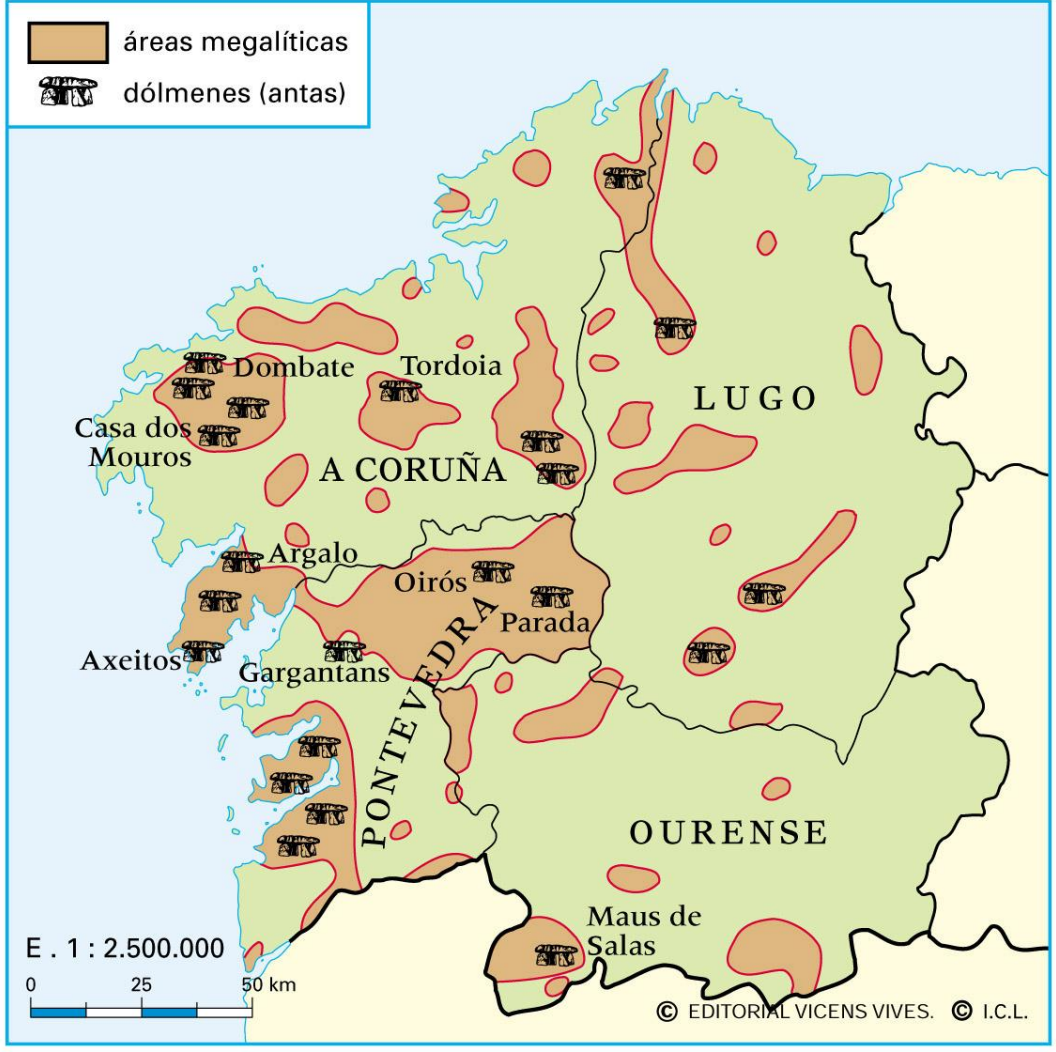 áreas megalíticas
dólmenes (antas)
Dombate
Tordoia
LUGO
Casa dos
Mouros
A CORUÑA
Argalo
Oirós
Parada
Axeitos
Gargantans
PONTEVEDRA
OURENSE
Maus de
Salas
E . 1 : 2.500.000
0 25 50 km
© EDITORIAL VICENS VIVES. © I.C.L.